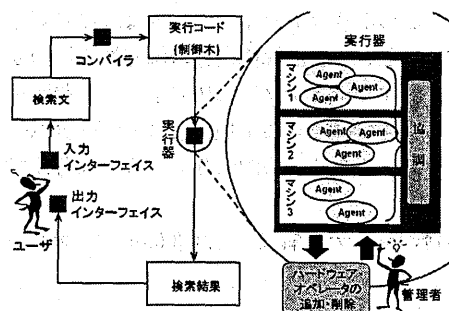 実行コード
(制御木)
コンパイラ
検索文
入力
インターフェイス
出力
インターフェイス
ユーザ
実行器
検索結果
実行器
マシン1
Agent
Agent
Agent
マシン2
Agent
Agent
Agent
マシン3
Agent
Agent
協調
ハードウェア
オペレータの
追加・削除
管理者